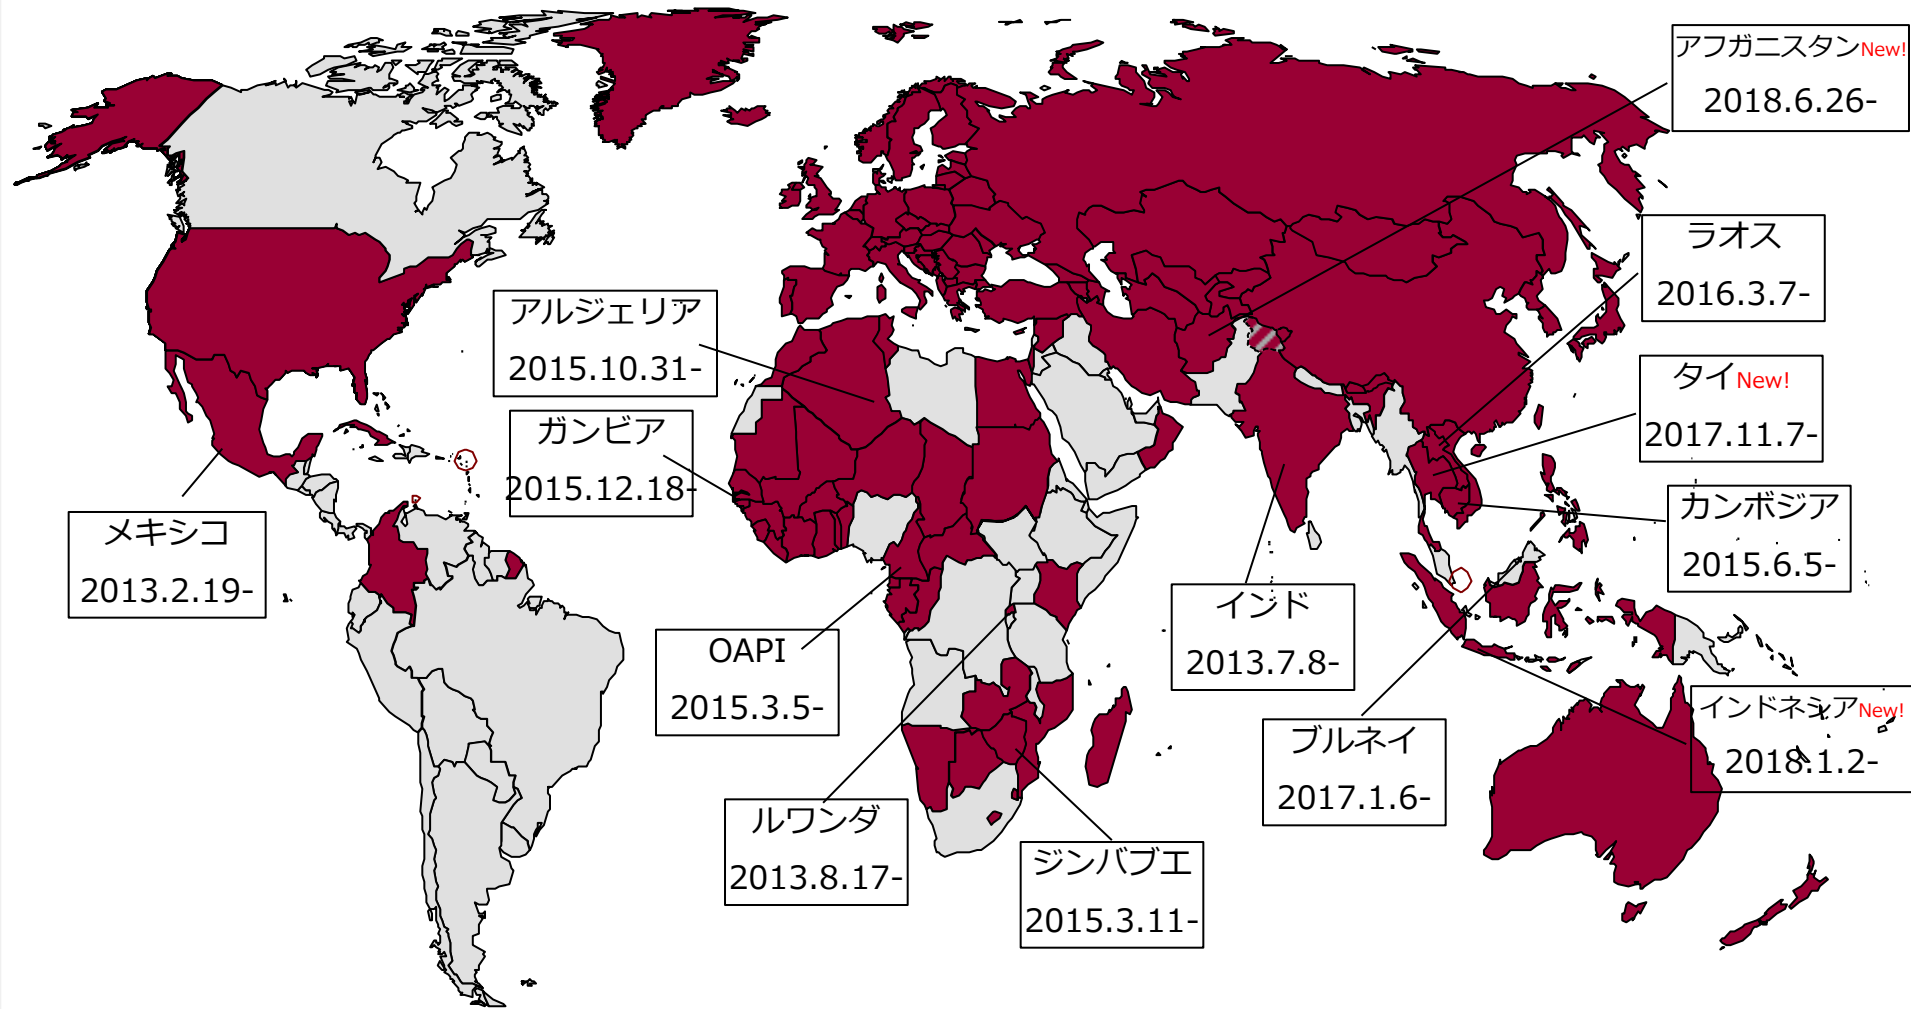 アフガニスタンNew!
2018.6.26-
ラオス
2016.3.7-
アルジェリア
2015.10.31-
タイNew!
2017.11.7-
ガンビア
2015.12.18-
カンボジア
2015.6.5-
メキシコ
2013.2.19-
インド
2013.7.8-
OAPI
2015.3.5-
インドネシアNew!
2018.1.2-
ブルネイ
2017.1.6-
ルワンダ
2013.8.17-
ジンバブエ
2015.3.11-